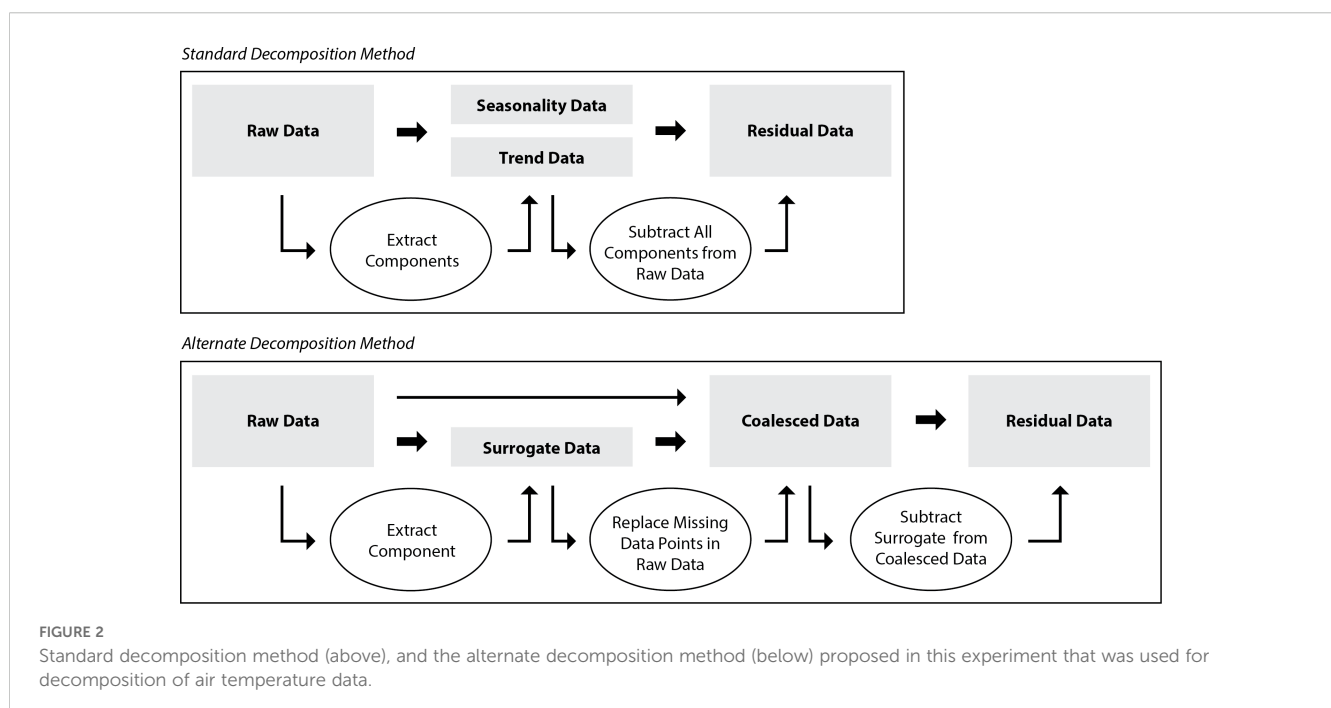 Standard Decomposition Method
Raw Data
Seasonality Data
Trend Data
Residual Data
Extract
Components
Subtract All
Components from
Raw Data
Alternate Decomposition Method
Raw Data
Surrogate Data
Coalesced Data
Residual Data
Extract
Component
Replace Missing
Data Points in
Raw Data
Subtract
Surrogate from
Coalesced Data
FIGURE 2
Standard decomposition method (above), and the alternate decomposition method (below) proposed in this experiment that was used for
decomposition of air temperature data.